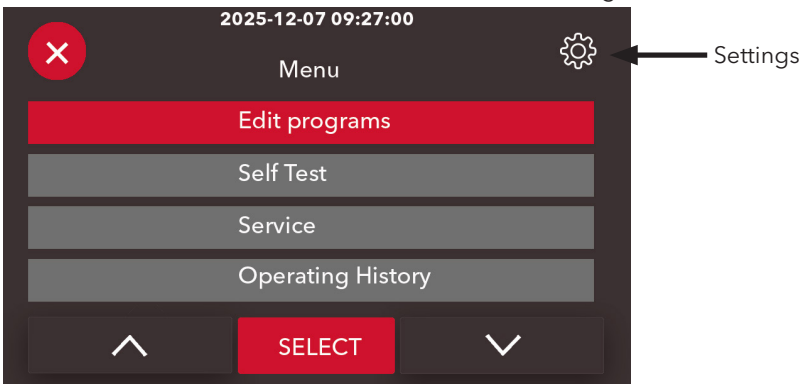 2025-12-07 09:27:00
Menu
Settings
Edit programs
Self Test
Service
Operating History
SELECT